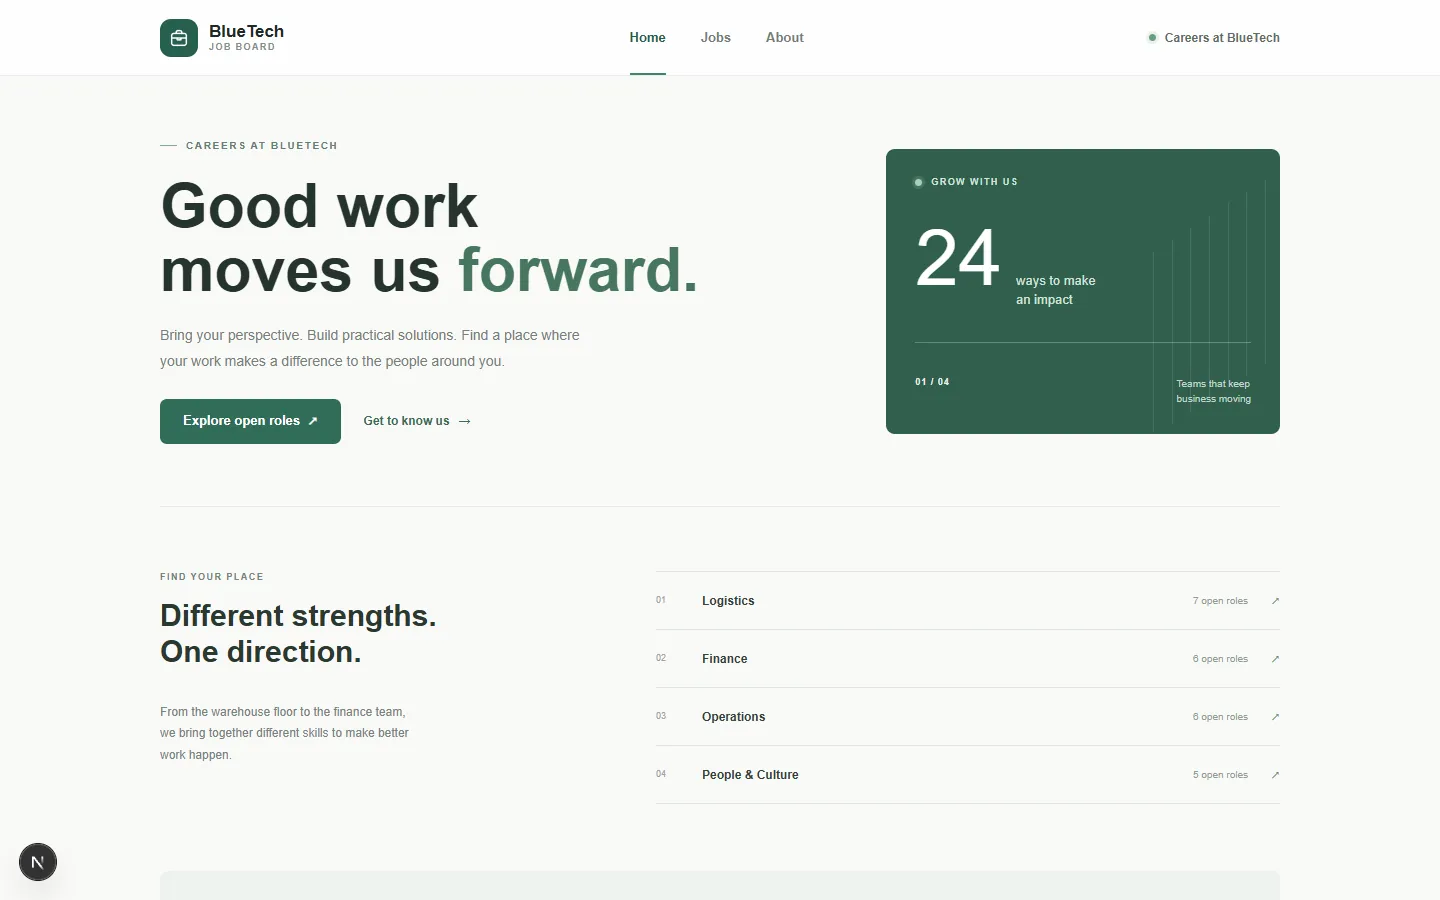 BlueTech
JOB BOARD
Home
Jobs
About
Careers at BlueTech
CAREERS AT BLUETECH
Good work
moves us forward.
Bring your perspective. Build practical solutions. Find a place where
your work makes a difference to the people around you.
Explore open roles ↗
Get to know us →
GROW WITH US
24
ways to make
an impact
01 / 04
Teams that keep
business moving
FIND YOUR PLACE
Different strengths.
One direction.
From the warehouse floor to the finance team,
we bring together different skills to make better
work happen.
01 Logistics 7 open roles ↗
02 Finance 6 open roles ↗
03 Operations 6 open roles ↗
04 People & Culture 5 open roles ↗
N